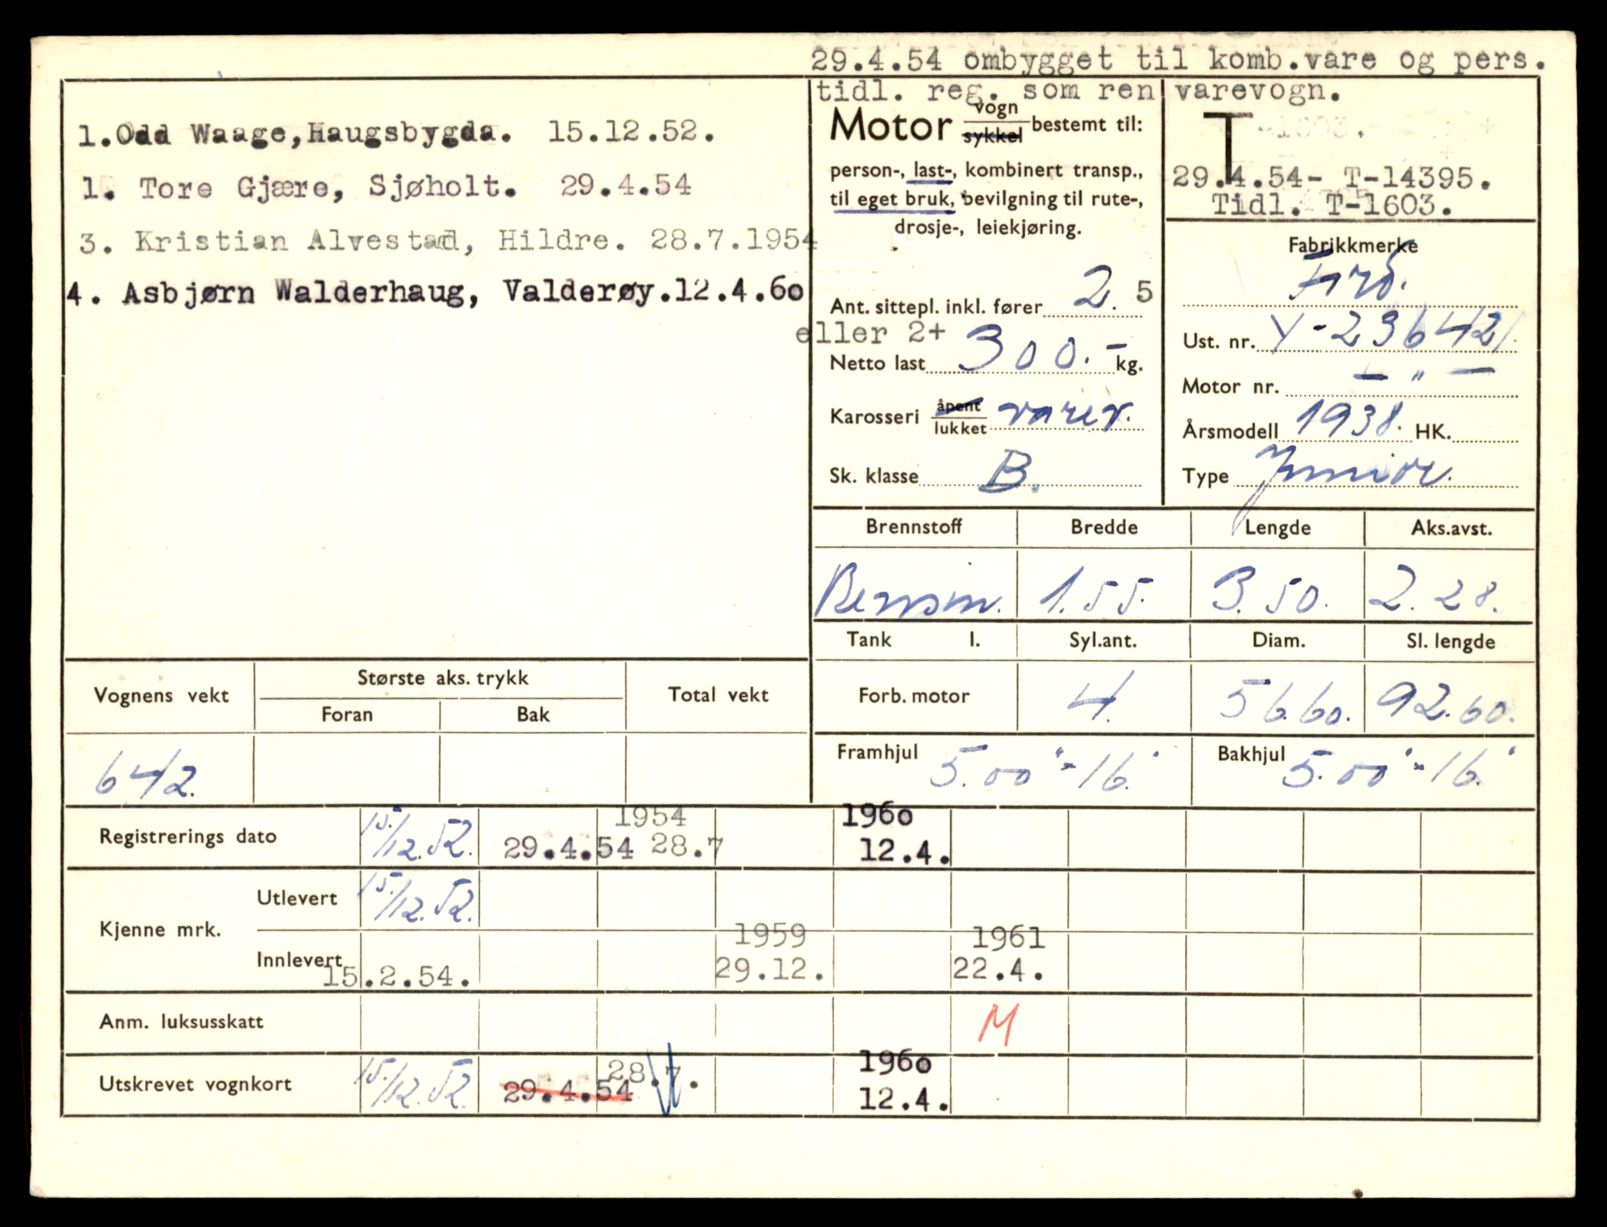 29.4.54 ombygget til komb.vare og pers.
tidl. reg. som ren varevogn.
1.Odd Waage,Haugsbygda. 15.12.52.
1. Tore Gjære, Sjøholt. 29.4.54
3. Kristian Alvestad, Hildre. 28.7.1954
4. Asbjørn Walderhaug, Valderøy.12.4.60
Motor vogn sykkel bestemt til:
person-, last-, kombinert transp.,
til eget bruk, bevilgning til rute-,
drosje-, leiekjøring.
Ant. sittepl. inkl. fører 2. 5
eller 2+
Netto last 300.- kg.
Karosseri åpent lukket varev.
Sk. klasse B.
T -1603.
29.4.54- T-14395.
Tidl. T-1603.
Fabrikkmerke
Ford.
Ust. nr. Y-236421.
Motor nr. — " —
Årsmodell 1938. HK.
Type Junior.
Brennstoff Bredde Lengde Aks.avst.
Bensin. 1.55. 3.50. 2.28.
Tank l. Syl.ant. Diam. Sl. lengde
Forb. motor 4. 56.60. 92.60.
Framhjul 5.00"-16." Bakhjul 5.00"-16."
Vognens vekt Største aks. trykk Total vekt
Foran Bak
642.
Registrerings dato 15./12.52. 29.4.54 1954 28.7 1960 12.4.
Kjenne mrk. Utlevert 15./12.52.
Innlevert 15.2.54. 1959 29.12. 1961 22.4.
Anm. luksusskatt M
Utskrevet vognkort 15./12.52. 29.4.54 28.7. 1960 12.4.